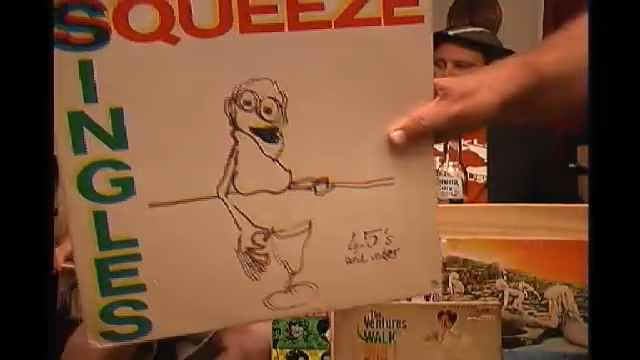 SQUEEZE
SINGLES
45's
and under
The
Ventures
WALK